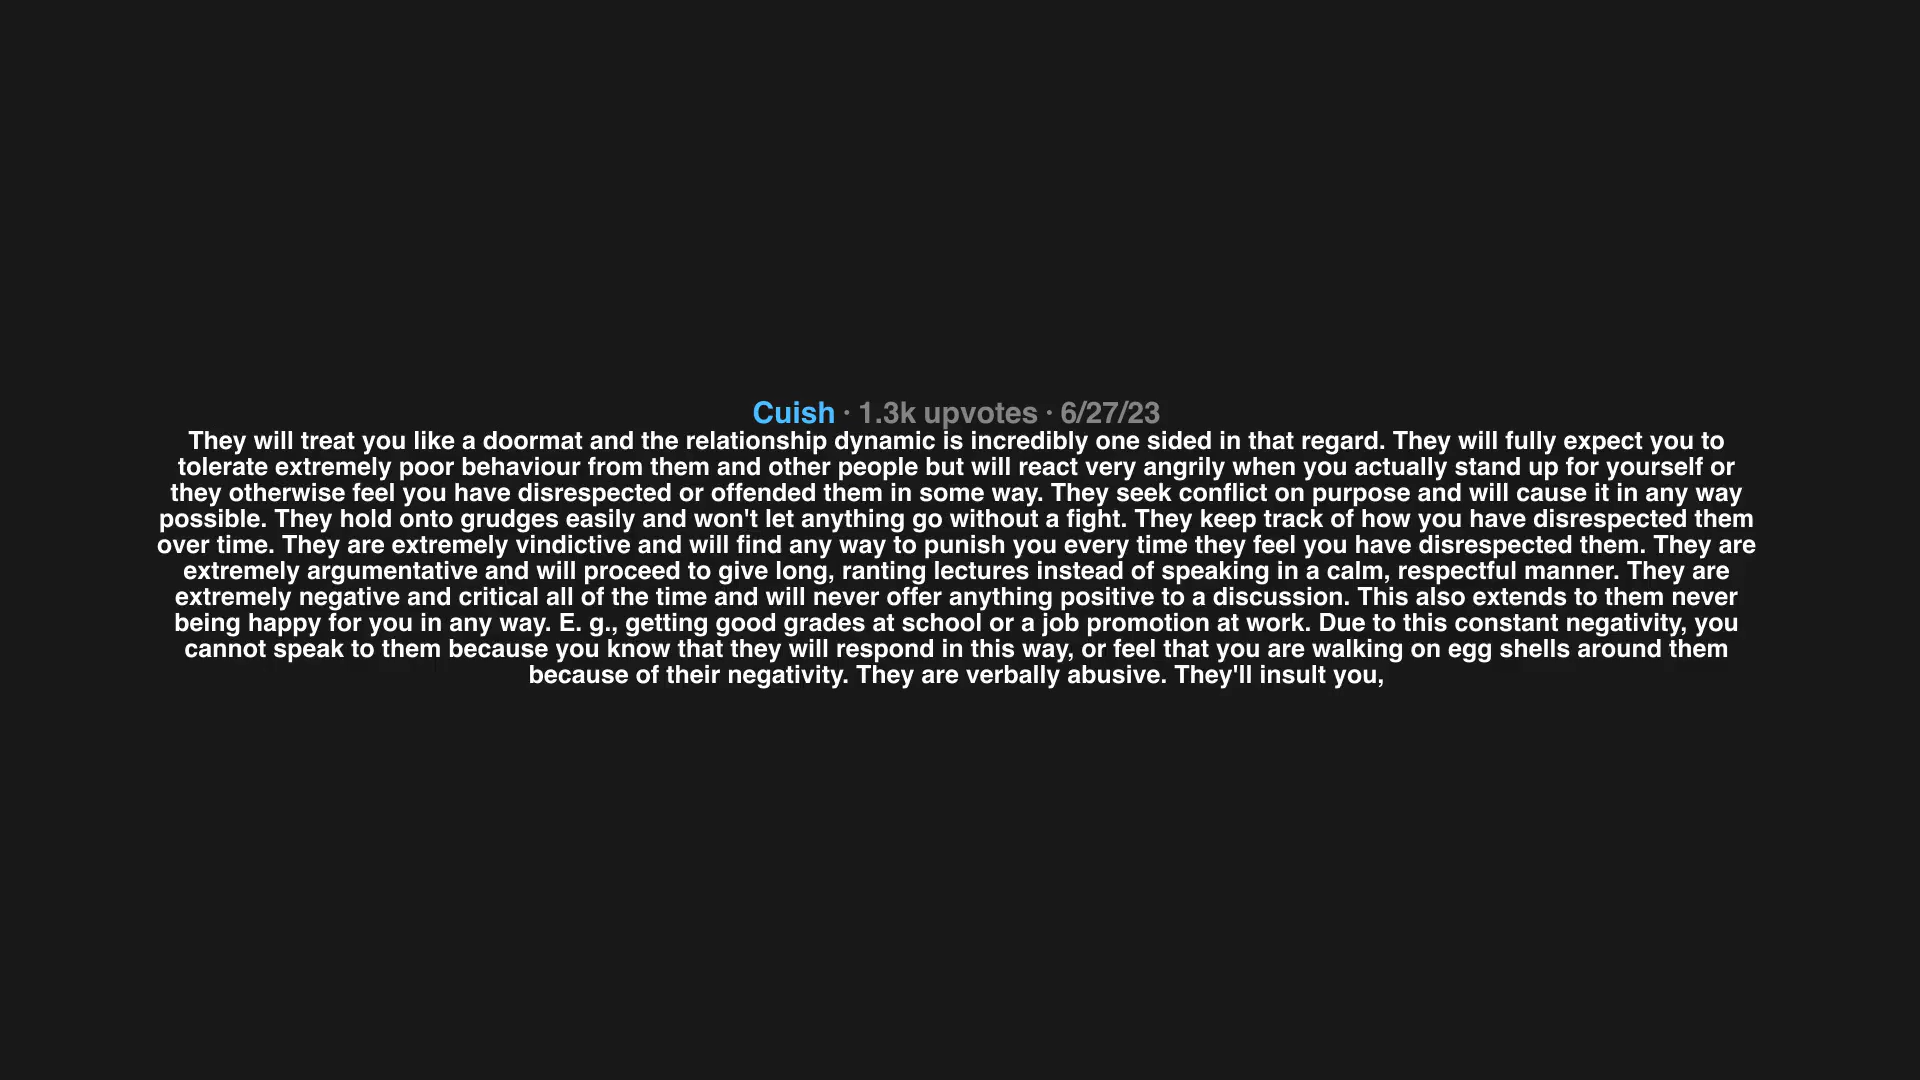 Cuish · 1.3k upvotes · 6/27/23
They will treat you like a doormat and the relationship dynamic is incredibly one sided in that regard. They will fully expect you to
tolerate extremely poor behaviour from them and other people but will react very angrily when you actually stand up for yourself or
they otherwise feel you have disrespected or offended them in some way. They seek conflict on purpose and will cause it in any way
possible. They hold onto grudges easily and won't let anything go without a fight. They keep track of how you have disrespected them
over time. They are extremely vindictive and will find any way to punish you every time they feel you have disrespected them. They are
extremely argumentative and will proceed to give long, ranting lectures instead of speaking in a calm, respectful manner. They are
extremely negative and critical all of the time and will never offer anything positive to a discussion. This also extends to them never
being happy for you in any way. E. g., getting good grades at school or a job promotion at work. Due to this constant negativity, you
cannot speak to them because you know that they will respond in this way, or feel that you are walking on egg shells around them
because of their negativity. They are verbally abusive. They'll insult you,